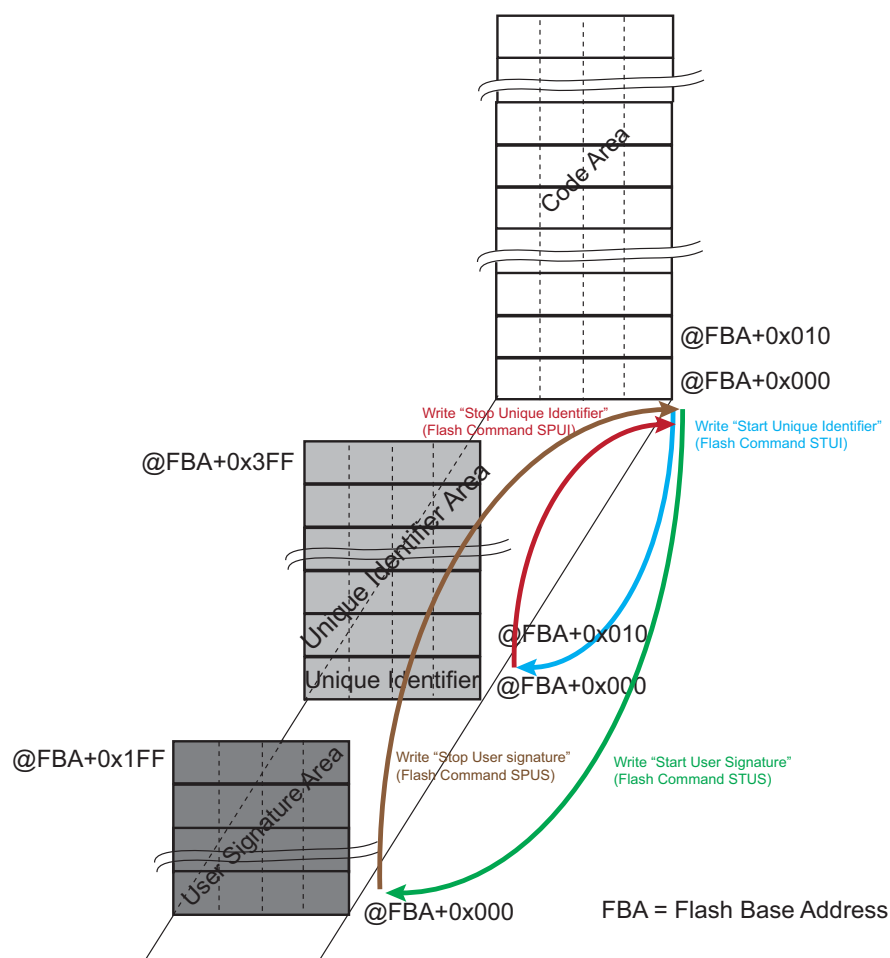 Code Area
@FBA+0x010
@FBA+0x000
Write “Stop Unique Identifier”
(Flash Command SPUI)
Write “Start Unique Identifier”
(Flash Command STUI)
@FBA+0x3FF
Unique Identifier Area
@FBA+0x010
Unique Identifier
@FBA+0x000
@FBA+0x1FF
User Signature Area
Write “Stop User signature”
(Flash Command SPUS)
Write “Start User Signature”
(Flash Command STUS)
@FBA+0x000
FBA = Flash Base Address